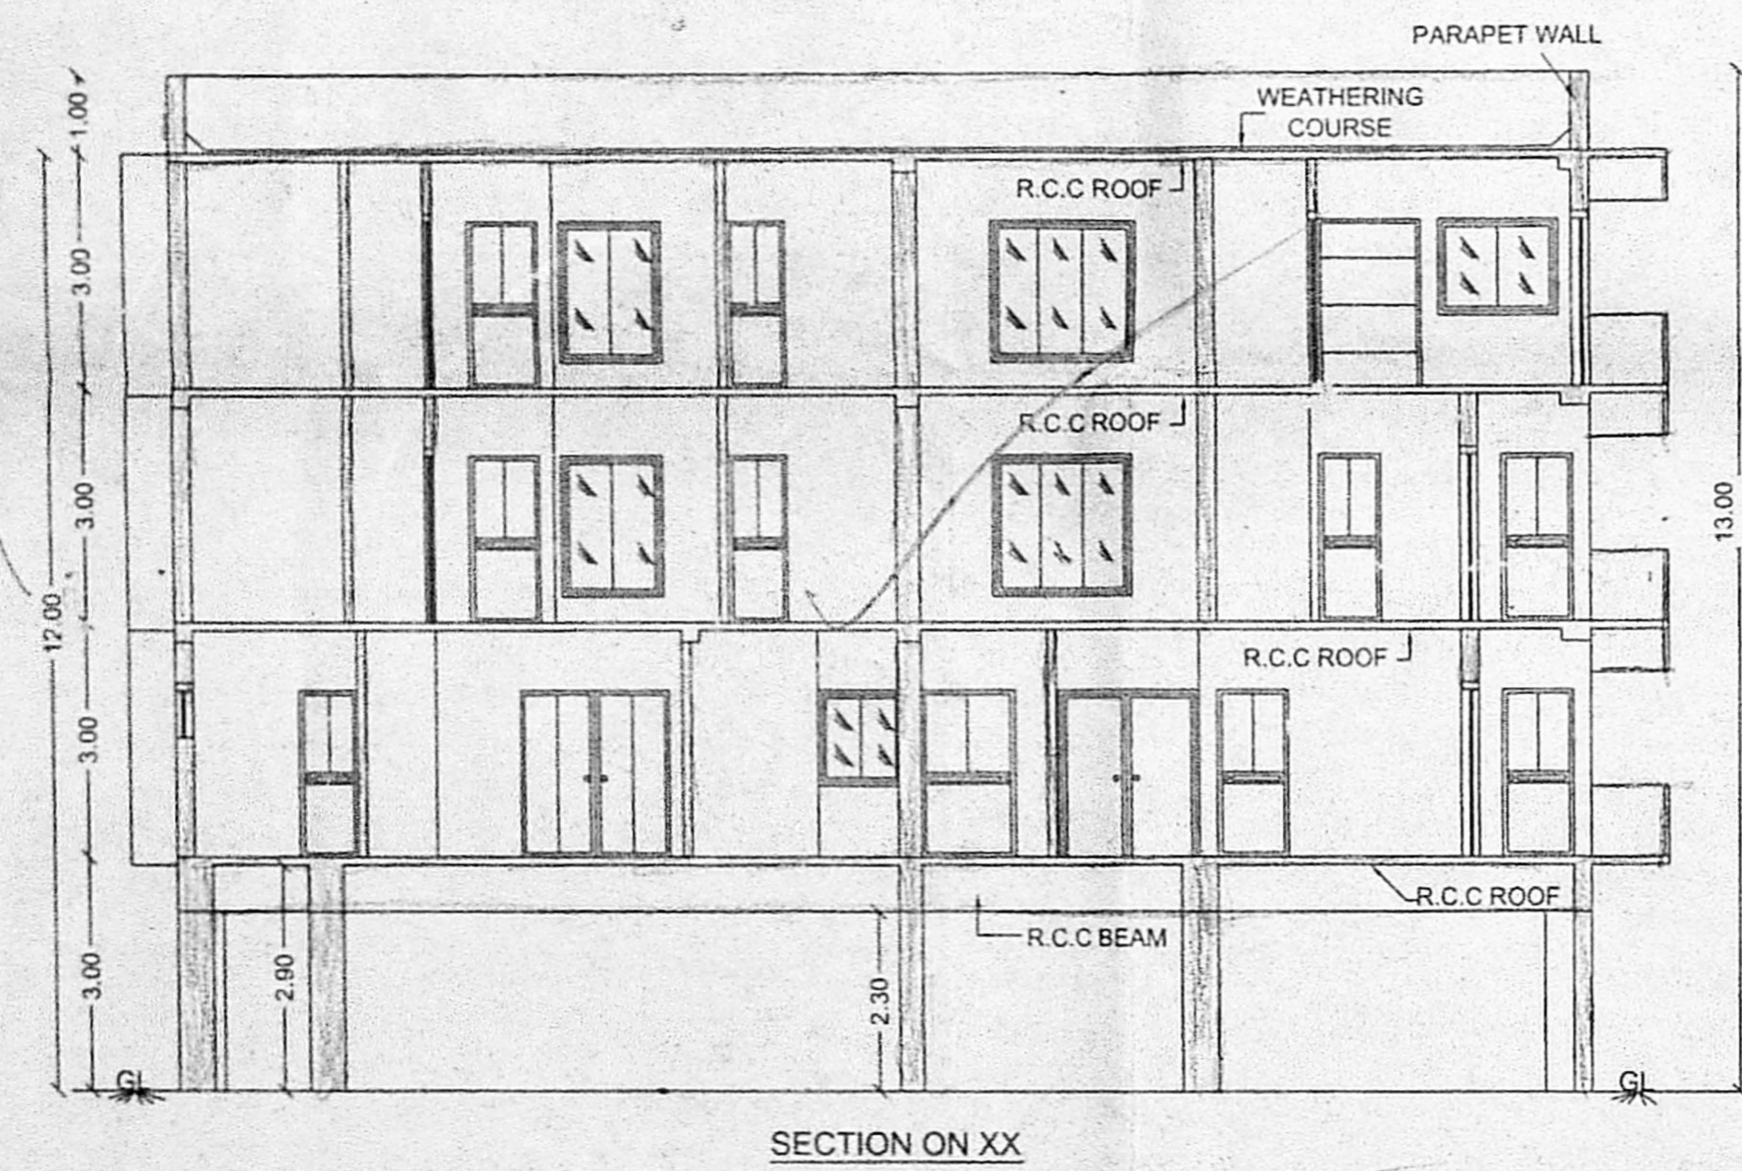 PARAPET WALL
1.00
WEATHERING
COURSE
R.C.C ROOF
3.00
R.C.C ROOF
3.00
13.00
12.00
R.C.C ROOF
3.00
R.C.C ROOF
R.C.C BEAM
3.00
2.90
2.30
GL
GL
SECTION ON XX